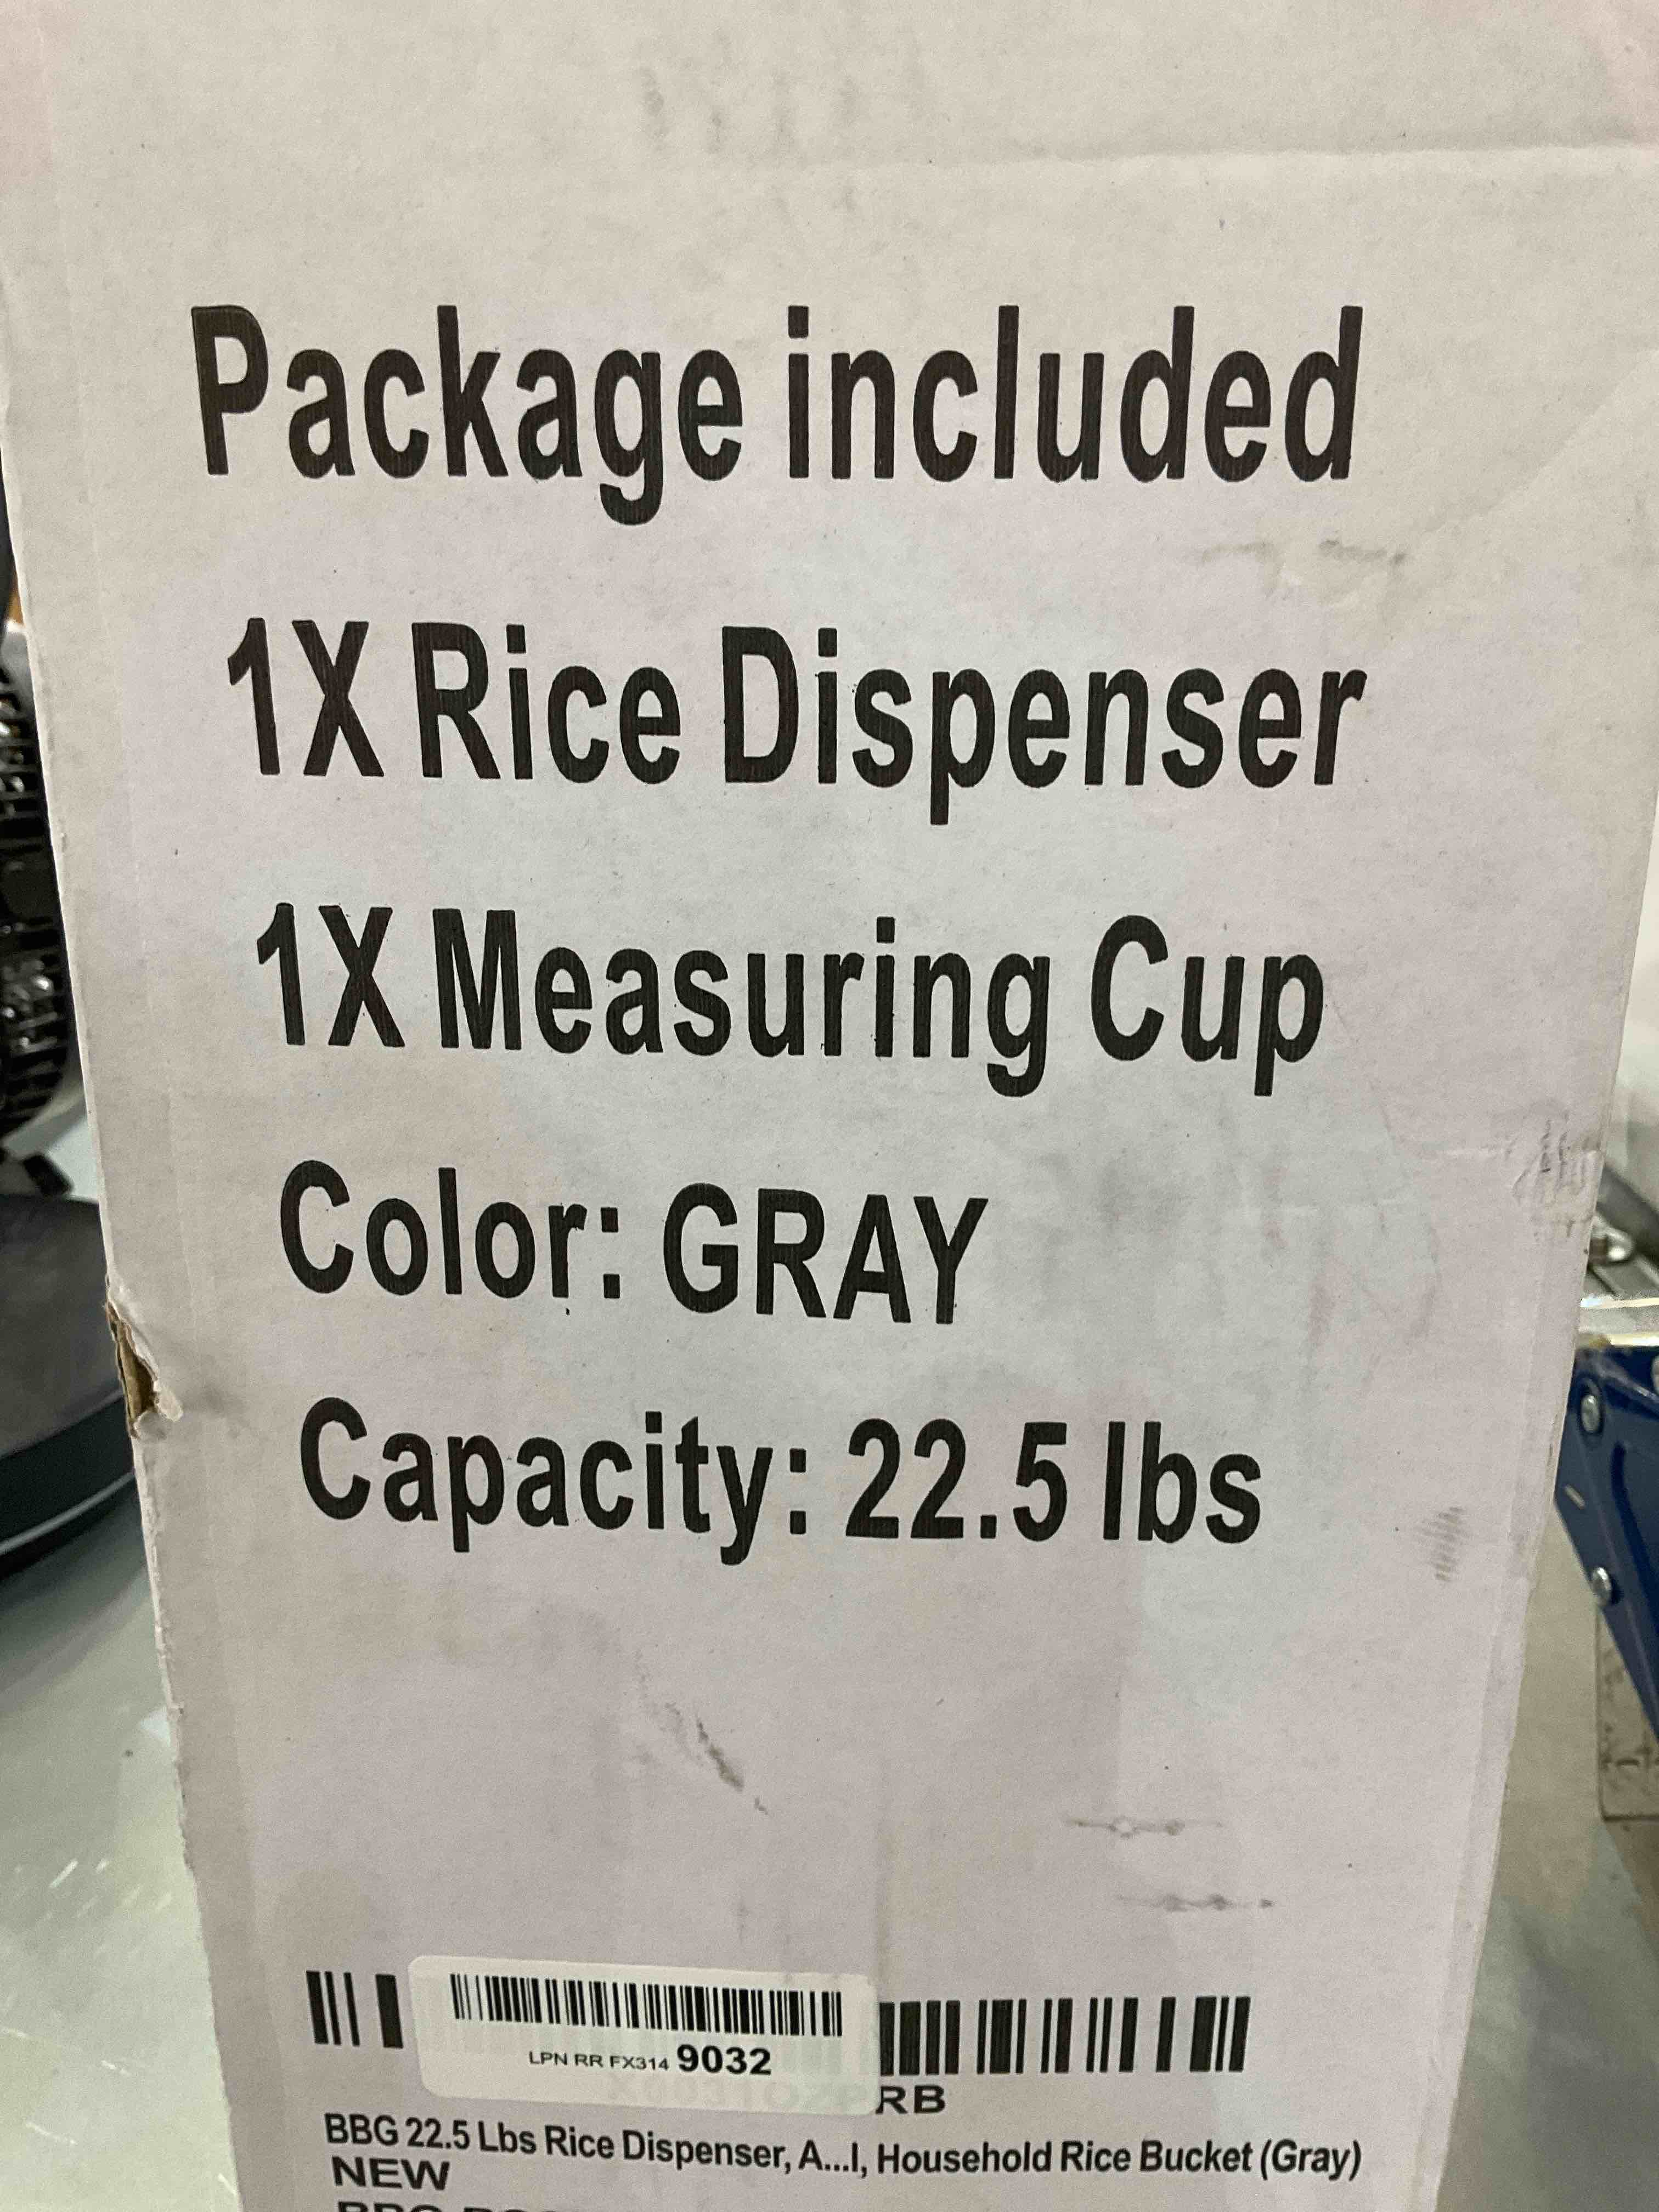 Package included
1X Rice Dispenser
1X Measuring Cup
Color: GRAY
Capacity: 22.5 lbs
LPN RR FX314 9032
RB
BBG 22.5 Lbs Rice Dispenser, A...l, Household Rice Bucket (Gray)
NEW